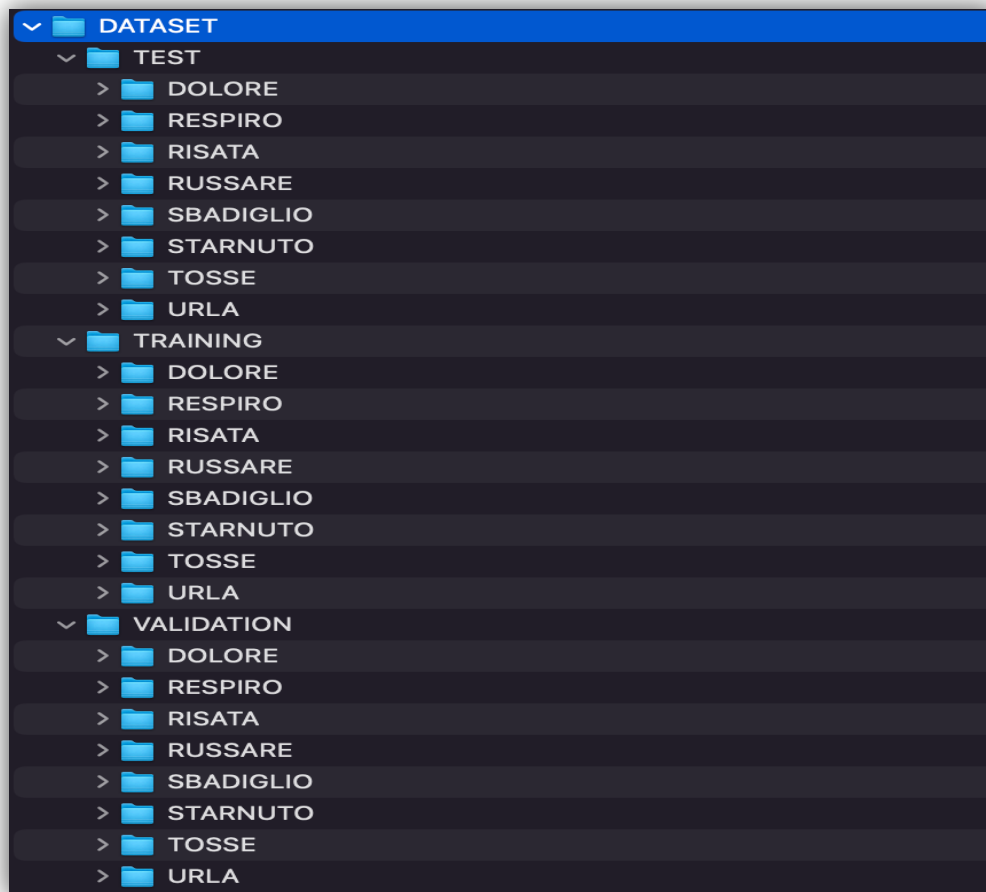 DATASET
TEST
DOLORE
RESPIRO
RISATA
RUSSARE
SBADIGLIO
STARNUTO
TOSSE
URLA
TRAINING
DOLORE
RESPIRO
RISATA
RUSSARE
SBADIGLIO
STARNUTO
TOSSE
URLA
VALIDATION
DOLORE
RESPIRO
RISATA
RUSSARE
SBADIGLIO
STARNUTO
TOSSE
URLA